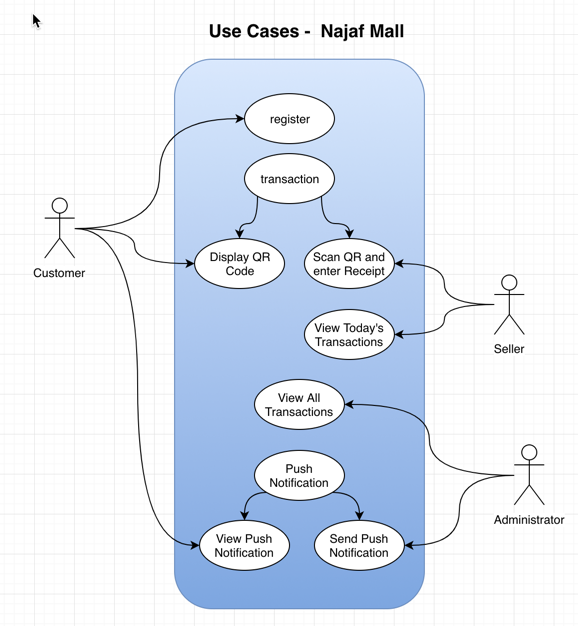 Use Cases - Najaf Mall
register
transaction
Display QR
Code
Scan QR and
enter Receipt
Customer
View Today's
Transactions
Seller
View All
Transactions
Push
Notification
Administrator
View Push
Notification
Send Push
Notification